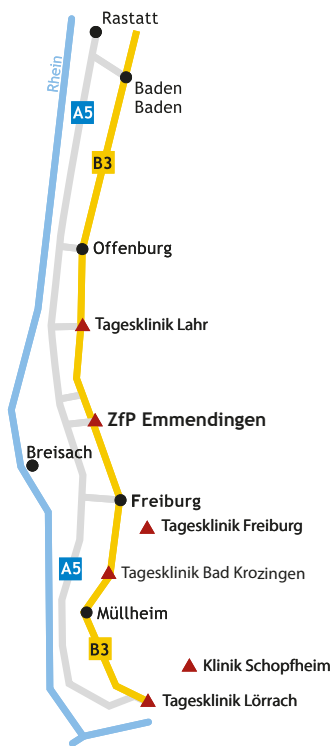 Rastatt
Rhein
Baden
Baden
A5
B3
Offenburg
Tagesklinik Lahr
ZfP Emmendingen
Breisach
Freiburg
Tagesklinik Freiburg
A5
Tagesklinik Bad Krozingen
Müllheim
B3
Klinik Schopfheim
Tagesklinik Lörrach